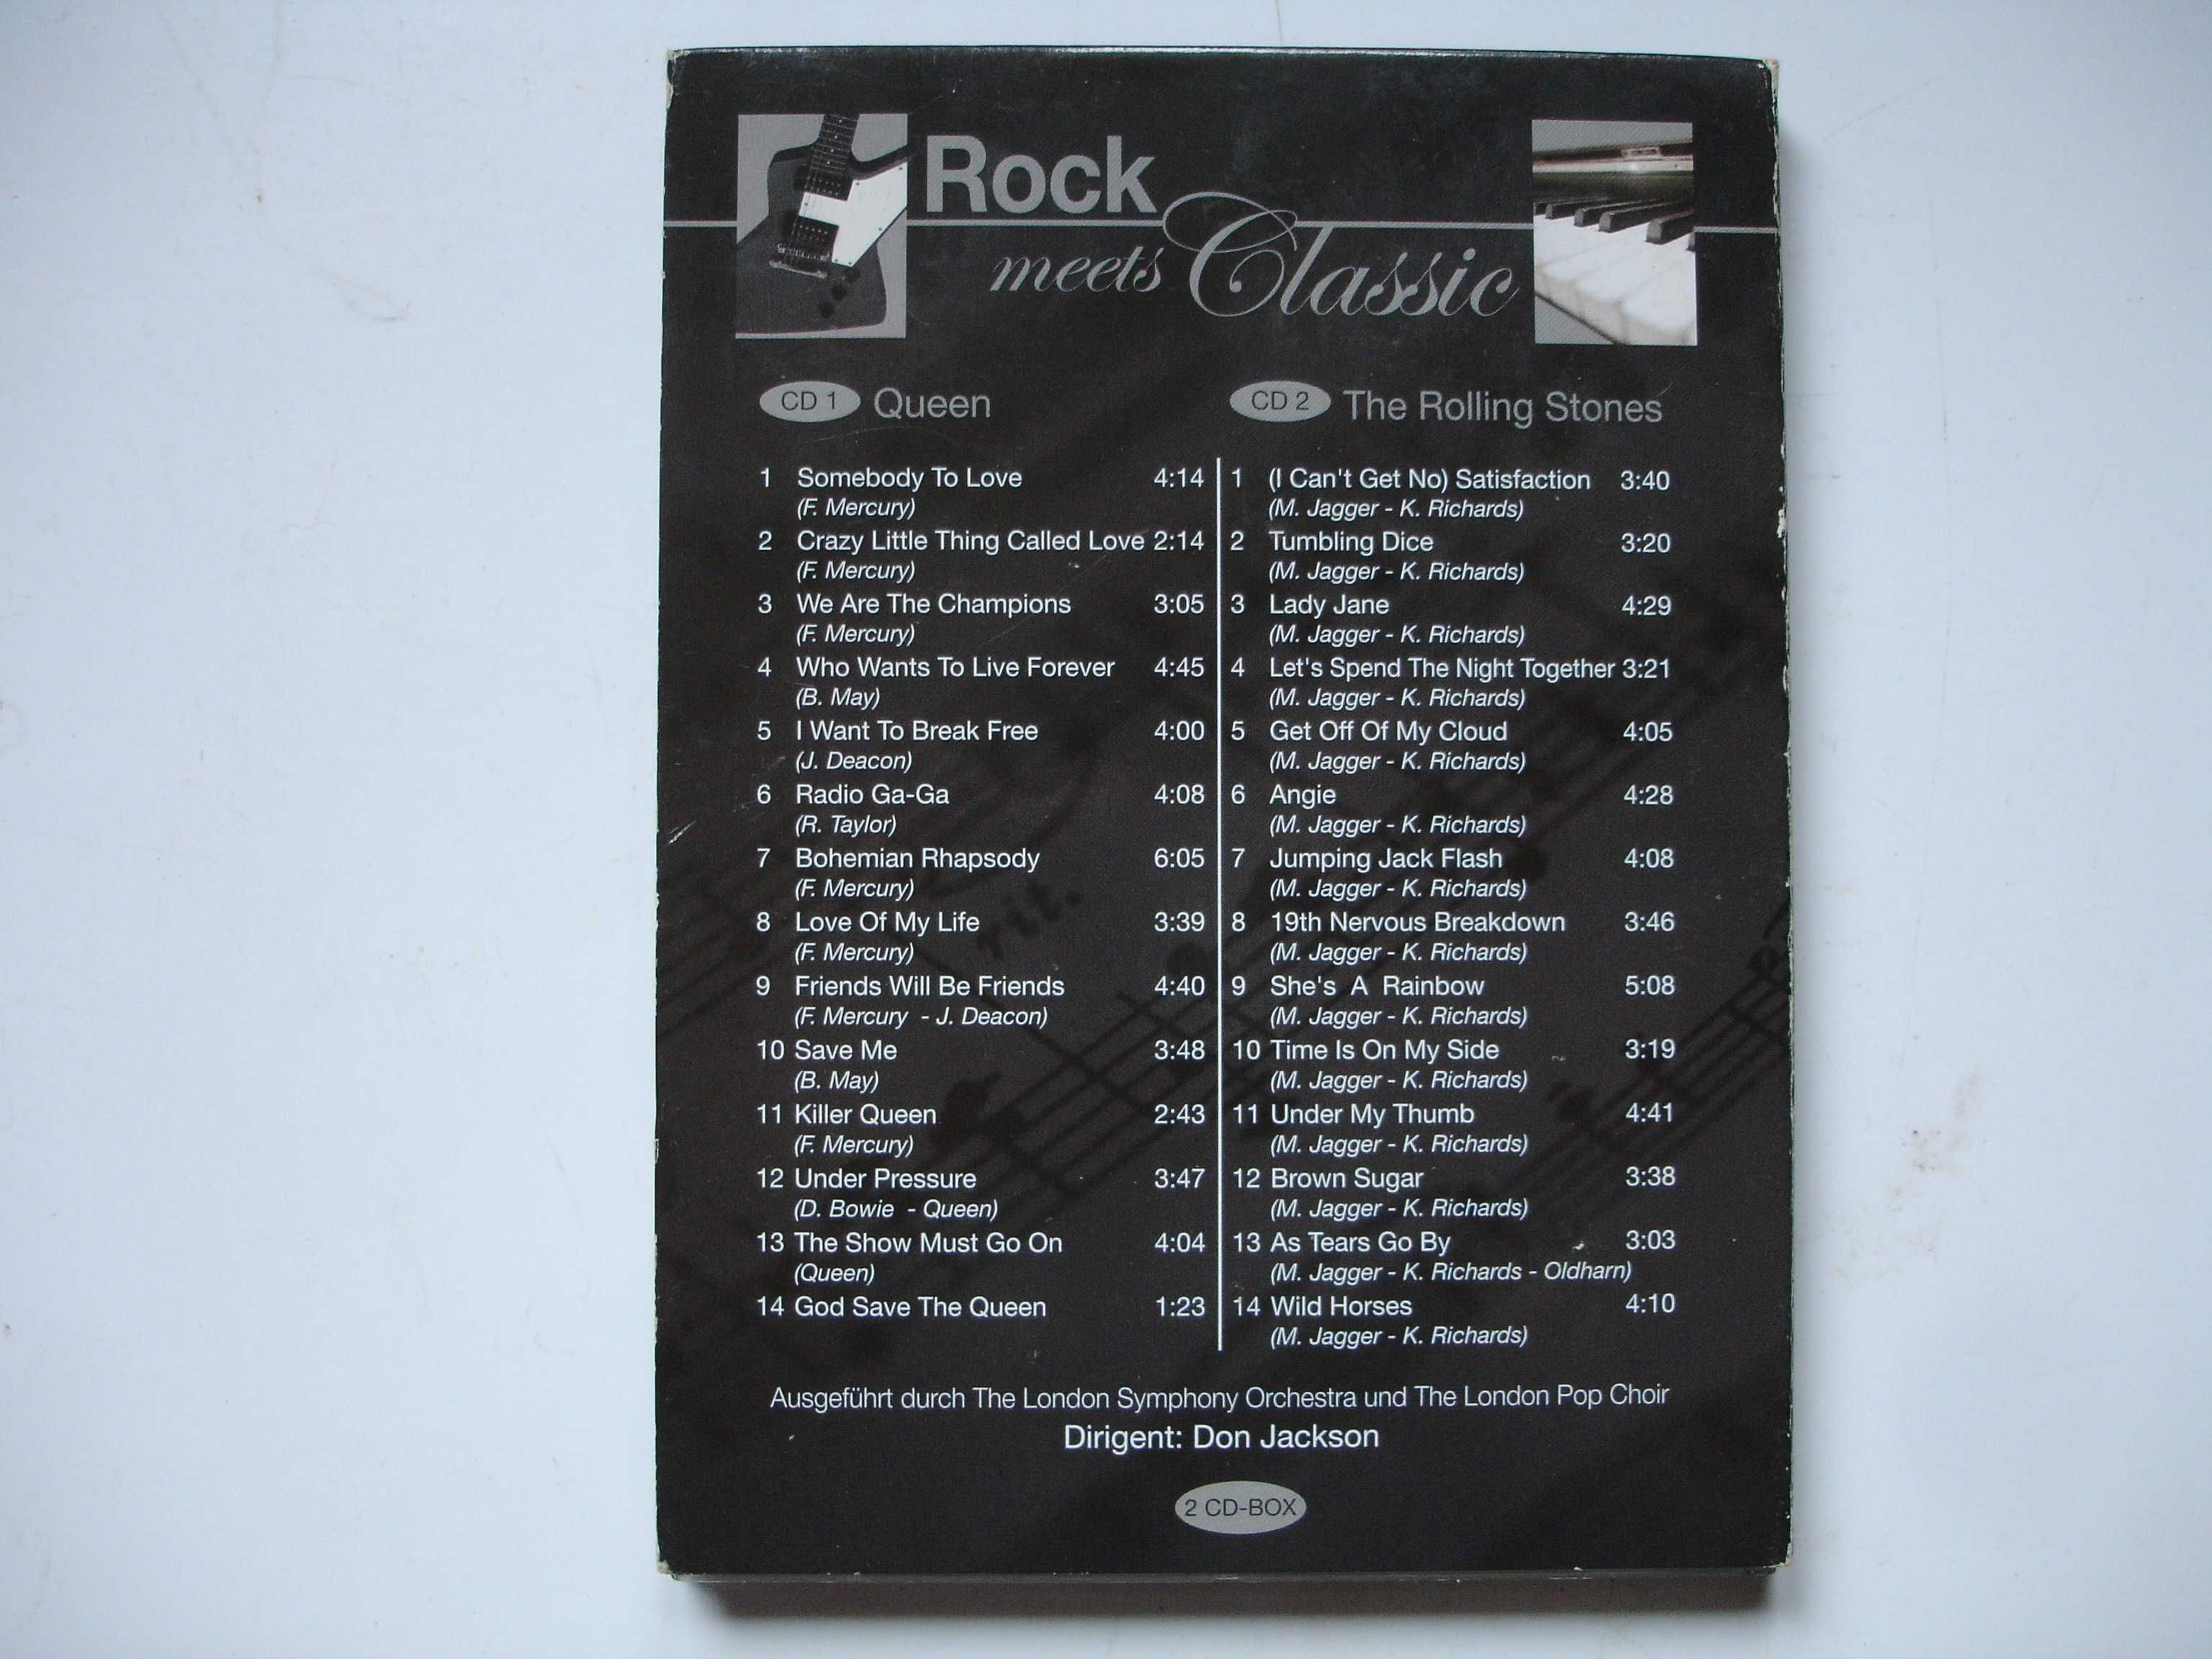 Rock
meets Classic
CD 1 Queen
1 Somebody To Love 4:14
(F. Mercury)
2 Crazy Little Thing Called Love 2:14
(F. Mercury)
3 We Are The Champions 3:05
(F. Mercury)
4 Who Wants To Live Forever 4:45
(B. May)
5 I Want To Break Free 4:00
(J. Deacon)
6 Radio Ga-Ga 4:08
(R. Taylor)
7 Bohemian Rhapsody 6:05
(F. Mercury)
8 Love Of My Life 3:39
(F. Mercury)
9 Friends Will Be Friends 4:40
(F. Mercury - J. Deacon)
10 Save Me 3:48
(B. May)
11 Killer Queen 2:43
(F. Mercury)
12 Under Pressure 3:47
(D. Bowie - Queen)
13 The Show Must Go On 4:04
(Queen)
14 God Save The Queen 1:23
CD 2 The Rolling Stones
1 (I Can't Get No) Satisfaction 3:40
(M. Jagger - K. Richards)
2 Tumbling Dice 3:20
(M. Jagger - K. Richards)
3 Lady Jane 4:29
(M. Jagger - K. Richards)
4 Let's Spend The Night Together 3:21
(M. Jagger - K. Richards)
5 Get Off Of My Cloud 4:05
(M. Jagger - K. Richards)
6 Angie 4:28
(M. Jagger - K. Richards)
7 Jumping Jack Flash 4:08
(M. Jagger - K. Richards)
8 19th Nervous Breakdown 3:46
(M. Jagger - K. Richards)
9 She's A Rainbow 5:08
(M. Jagger - K. Richards)
10 Time Is On My Side 3:19
(M. Jagger - K. Richards)
11 Under My Thumb 4:41
(M. Jagger - K. Richards)
12 Brown Sugar 3:38
(M. Jagger - K. Richards)
13 As Tears Go By 3:03
(M. Jagger - K. Richards - Oldharn)
14 Wild Horses 4:10
(M. Jagger - K. Richards)
rit.
Ausgeführt durch The London Symphony Orchestra und The London Pop Choir
Dirigent: Don Jackson
2 CD-BOX